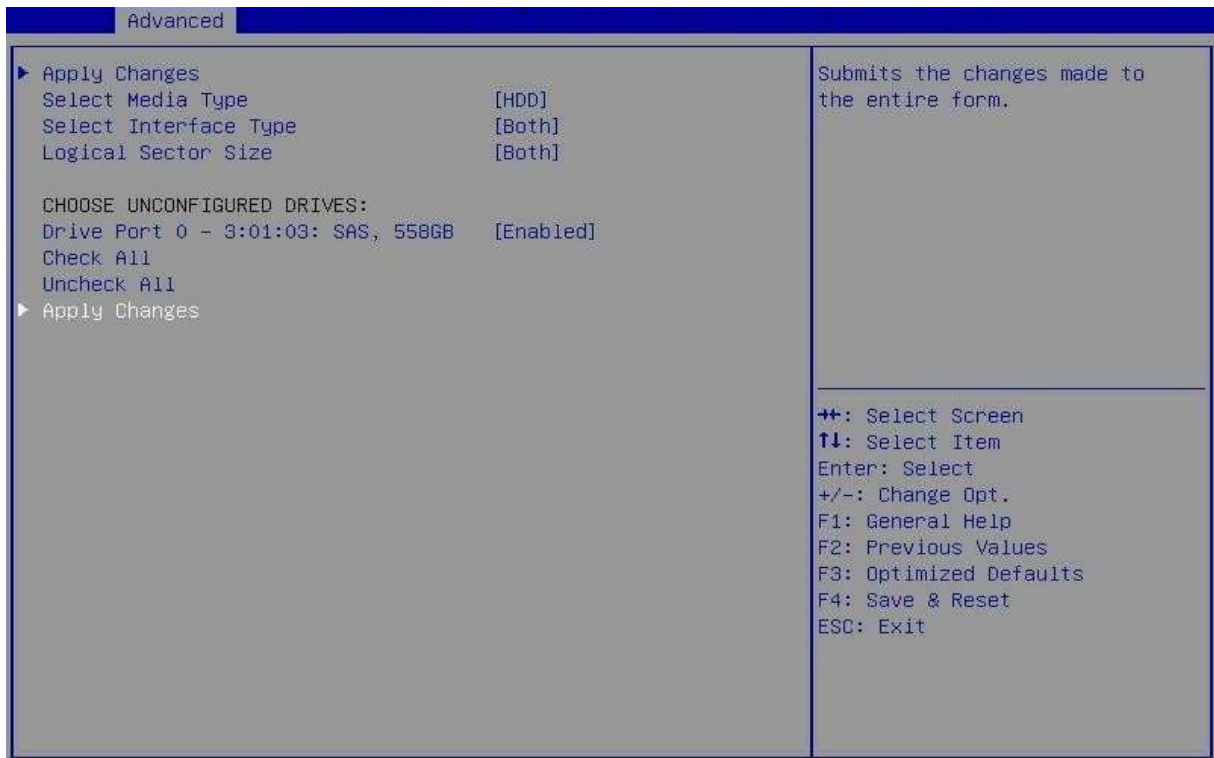 Advanced
▶ Apply Changes
Select Media Type [HDD]
Select Interface Type [Both]
Logical Sector Size [Both]
CHOOSE UNCONFIGURED DRIVES:
Drive Port 0 - 3:01:03: SAS, 558GB [Enabled]
Check All
Uncheck All
▶ Apply Changes
Submits the changes made to
the entire form.
→←: Select Screen
↑↓: Select Item
Enter: Select
+/-: Change Opt.
F1: General Help
F2: Previous Values
F3: Optimized Defaults
F4: Save & Reset
ESC: Exit